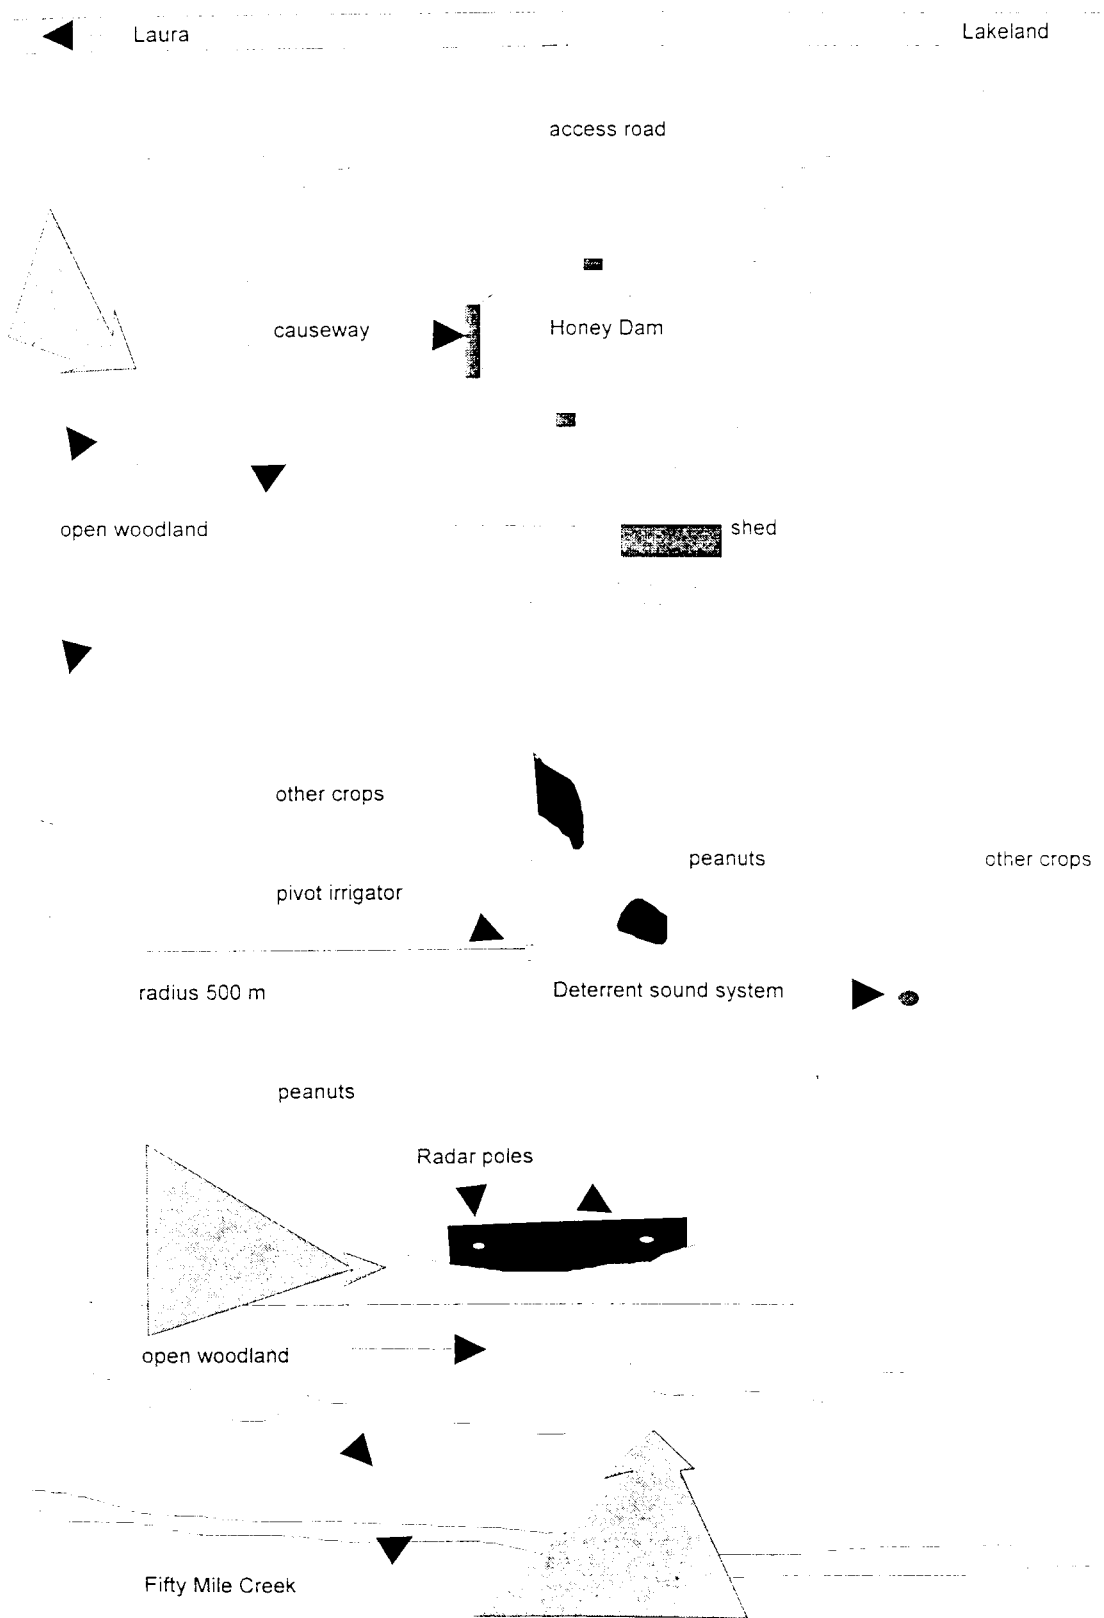 Laura
Lakeland
access road
causeway
Honey Dam
open woodland
shed
other crops
peanuts
other crops
pivot irrigator
radius 500 m
Deterrent sound system
peanuts
Radar poles
open woodland
Fifty Mile Creek